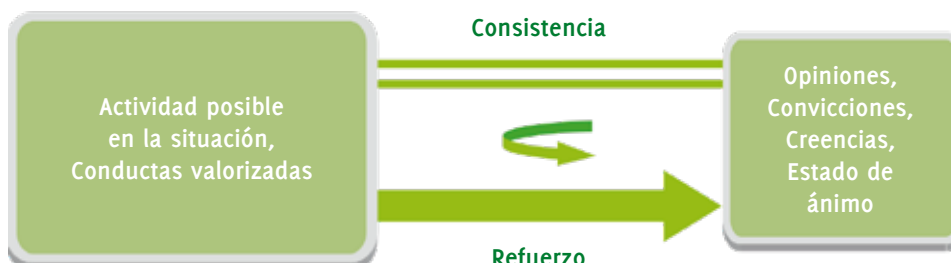 Consistencia
Actividad posible
en la situación,
Conductas valorizadas
Opiniones,
Convicciones,
Creencias,
Estado de
ánimo
Refuerzo